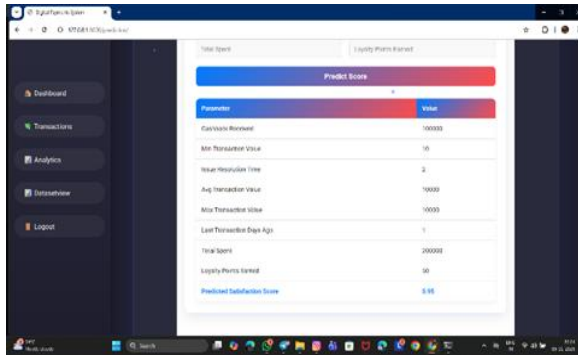 Total Spent
Loyalty Points Earned
Predict Score
Dashboard
Transactions
Analytics
Datasetview
Logout
Parameter Value
Cashback Received 100000
Min Transaction Value 10
Issue Resolution Time 2
Avg Transaction Value 10000
Max Transaction Value 10000
Last Transaction Days Ago 1
Total Spent 200000
Loyalty Points Earned 50
Predicted Satisfaction Score 5.95
Search